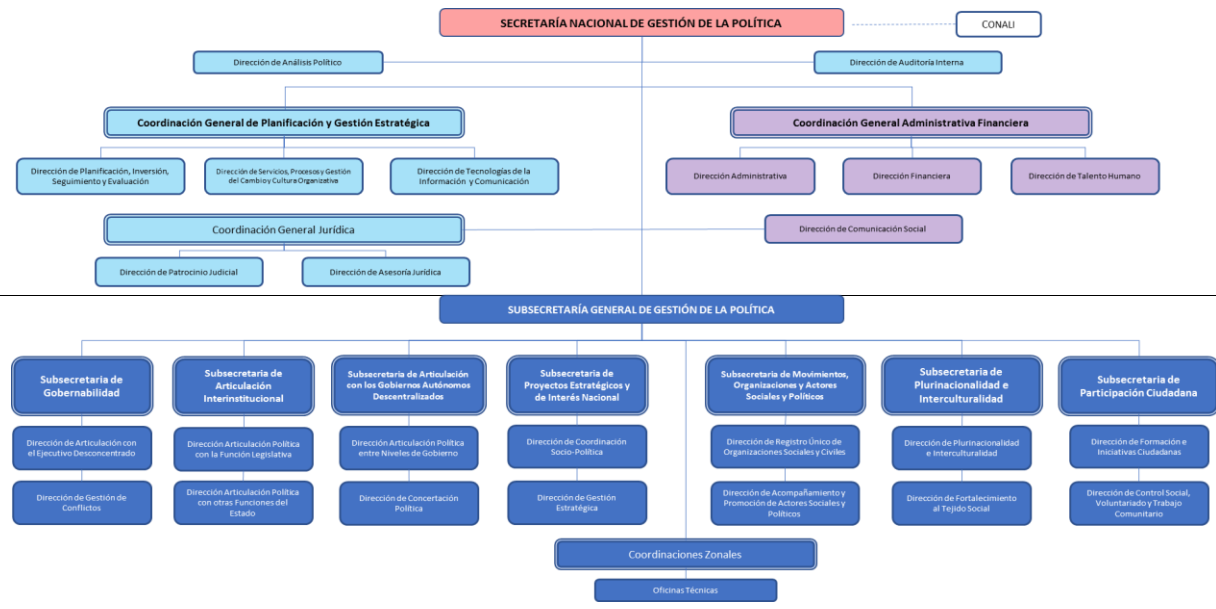 SECRETARÍA NACIONAL DE GESTIÓN DE LA POLÍTICA
CONALI
Dirección de Análisis Político
Dirección de Auditoría Interna
Coordinación General de Planificación y Gestión Estratégica
Coordinación General Administrativa Financiera
Dirección de Planificación, Inversión,
Seguimiento y Evaluación
Dirección de Servicios, Procesos y Gestión
del Cambio y Cultura Organizativa
Dirección de Tecnologías de la
Información y Comunicación
Dirección Administrativa
Dirección Financiera
Dirección de Talento Humano
Coordinación General Jurídica
Dirección de Comunicación Social
Dirección de Patrocinio Judicial
Dirección de Asesoría Jurídica
SUBSECRETARÍA GENERAL DE GESTIÓN DE LA POLÍTICA
Subsecretaria de
Gobernabilidad
Subsecretaria de
Articulación
Interinstitucional
Subsecretaria de Articulación
con los Gobiernos Autónomos
Descentralizados
Subsecretaria de
Proyectos Estratégicos y
de Interés Nacional
Subsecretaria de Movimientos,
Organizaciones y Actores
Sociales y Políticos
Subsecretaria de
Plurinacionalidad e
Interculturalidad
Subsecretaria de
Participación Ciudadana
Dirección de Articulación con
el Ejecutivo Desconcentrado
Dirección Articulación Política
con la Función Legislativa
Dirección Articulación Política
entre Niveles de Gobierno
Dirección de Coordinación
Socio-Política
Dirección de Registro Único de
Organizaciones Sociales y Civiles
Dirección de Plurinacionalidad
e Interculturalidad
Dirección de Formación e
Iniciativas Ciudadanas
Dirección de Gestión de
Conflictos
Dirección Articulación Política
con otras Funciones del
Estado
Dirección de Concertación
Política
Dirección de Gestión
Estratégica
Dirección de Acompañamiento y
Promoción de Actores Sociales y
Políticos
Dirección de Fortalecimiento
al Tejido Social
Dirección de Control Social,
Voluntariado y Trabajo
Comunitario
Coordinaciones Zonales
Oficinas Técnicas